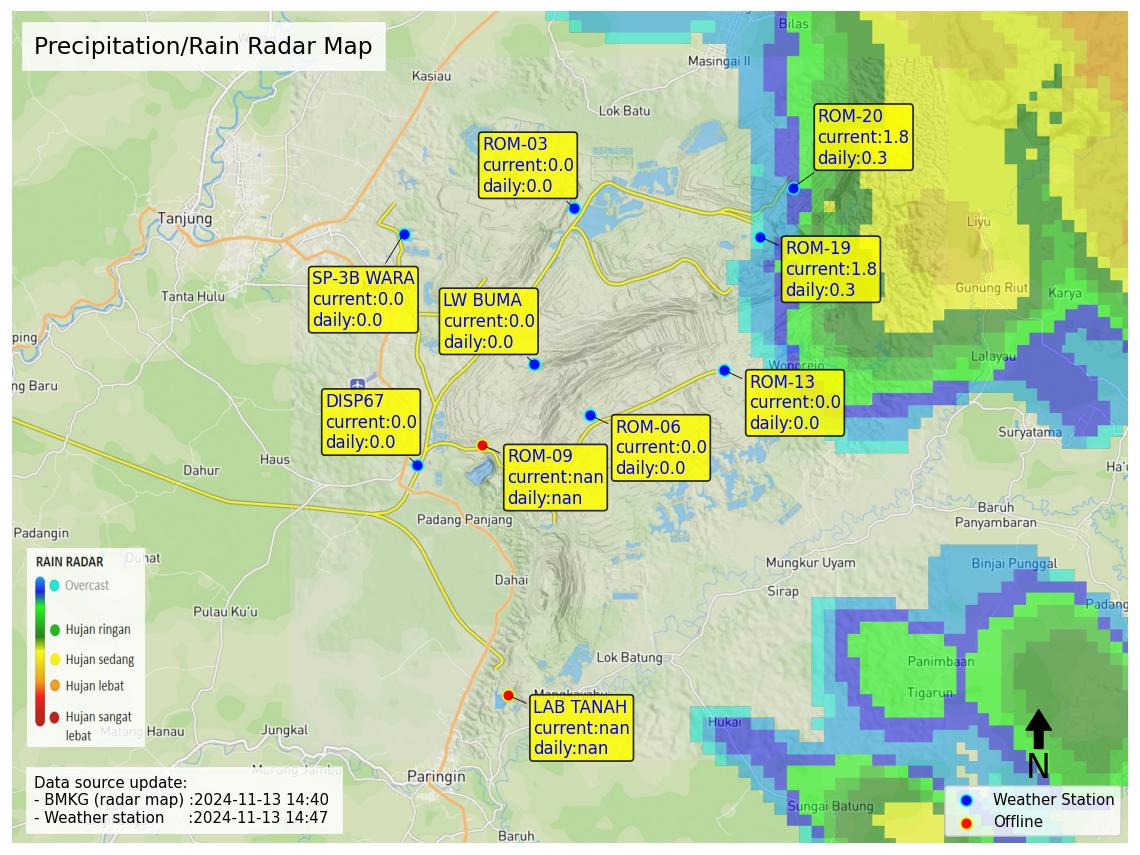 Precipitation/Rain Radar Map
Bilas
Masingai II
Kasiau
Lok Batu
ROM-20
current:1.8
daily:0.3
ROM-03
current:0.0
daily:0.0
Tanjung
Liyu
ROM-19
current:1.8
daily:0.3
SP-3B WARA
current:0.0
daily:0.0
Tanta Hulu
LW BUMA
current:0.0
daily:0.0
Gunung Riut
Karya
ping
Lalayau
Wonorejo
ng Baru
ROM-13
current:0.0
daily:0.0
DISP67
current:0.0
daily:0.0
ROM-06
current:0.0
daily:0.0
Suryatama
ROM-09
current:nan
daily:nan
Haus
Dahur
Ha'u
Padang Panjang
Baruh
Panyambaran
Padangin
RAIN RADAR
Overcast
Hujan ringan
Hujan sedang
Hujan lebat
Hujan sangat
lebat
Duhat
Mungkur Uyam
Binjai Punggal
Dahai
Sirap
Padang
Pulau Ku'u
Lok Batung
Panimbaan
Tigarun
Mangkayahu
LAB TANAH
current:nan
daily:nan
Hukai
Matang Hanau
Jungkal
Murung Jambu
Paringin
N
Data source update:
- BMKG (radar map) :2024-11-13 14:40
- Weather station :2024-11-13 14:47
Sungai Batung
Weather Station
Offline
Baruh